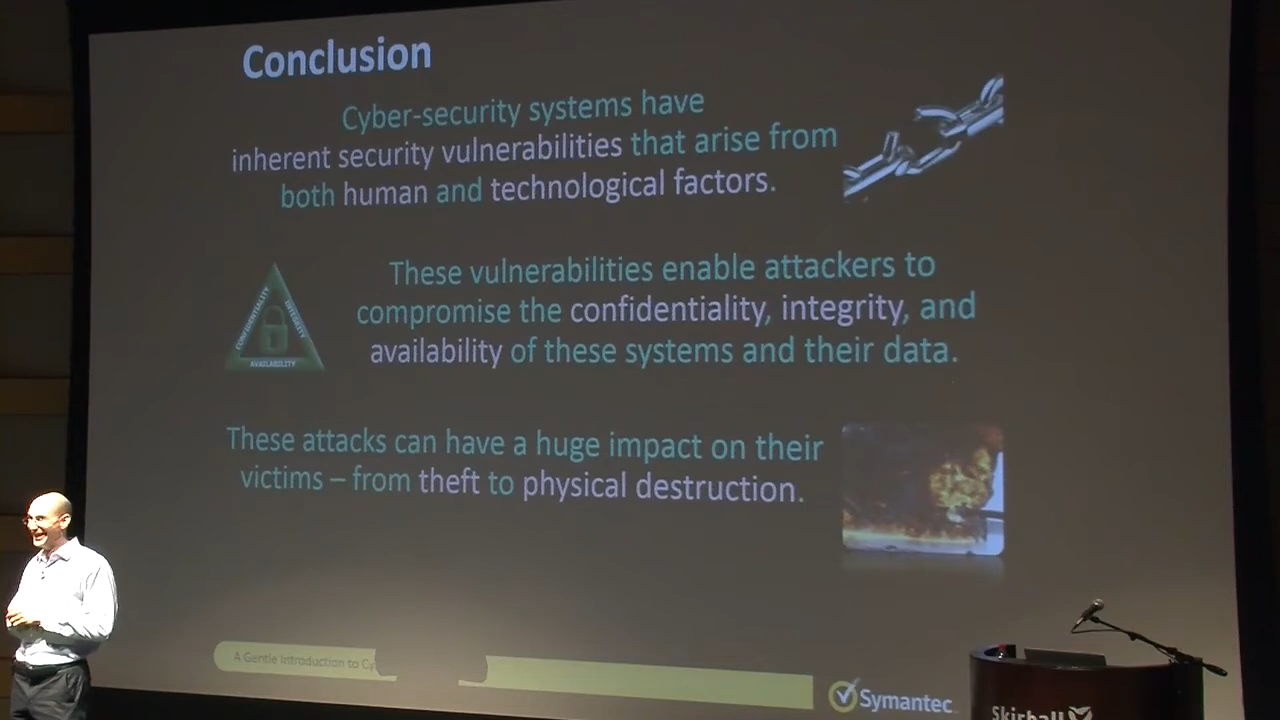 Conclusion
Cyber-security systems have
inherent security vulnerabilities that arise from
both human and technological factors.
CONFIDENTIALITY
INTEGRITY
AVAILABILITY
These vulnerabilities enable attackers to
compromise the confidentiality, integrity, and
availability of these systems and their data.
These attacks can have a huge impact on their
victims – from theft to physical destruction.
A Gentle Introduction to Cy
Symantec
Skirball